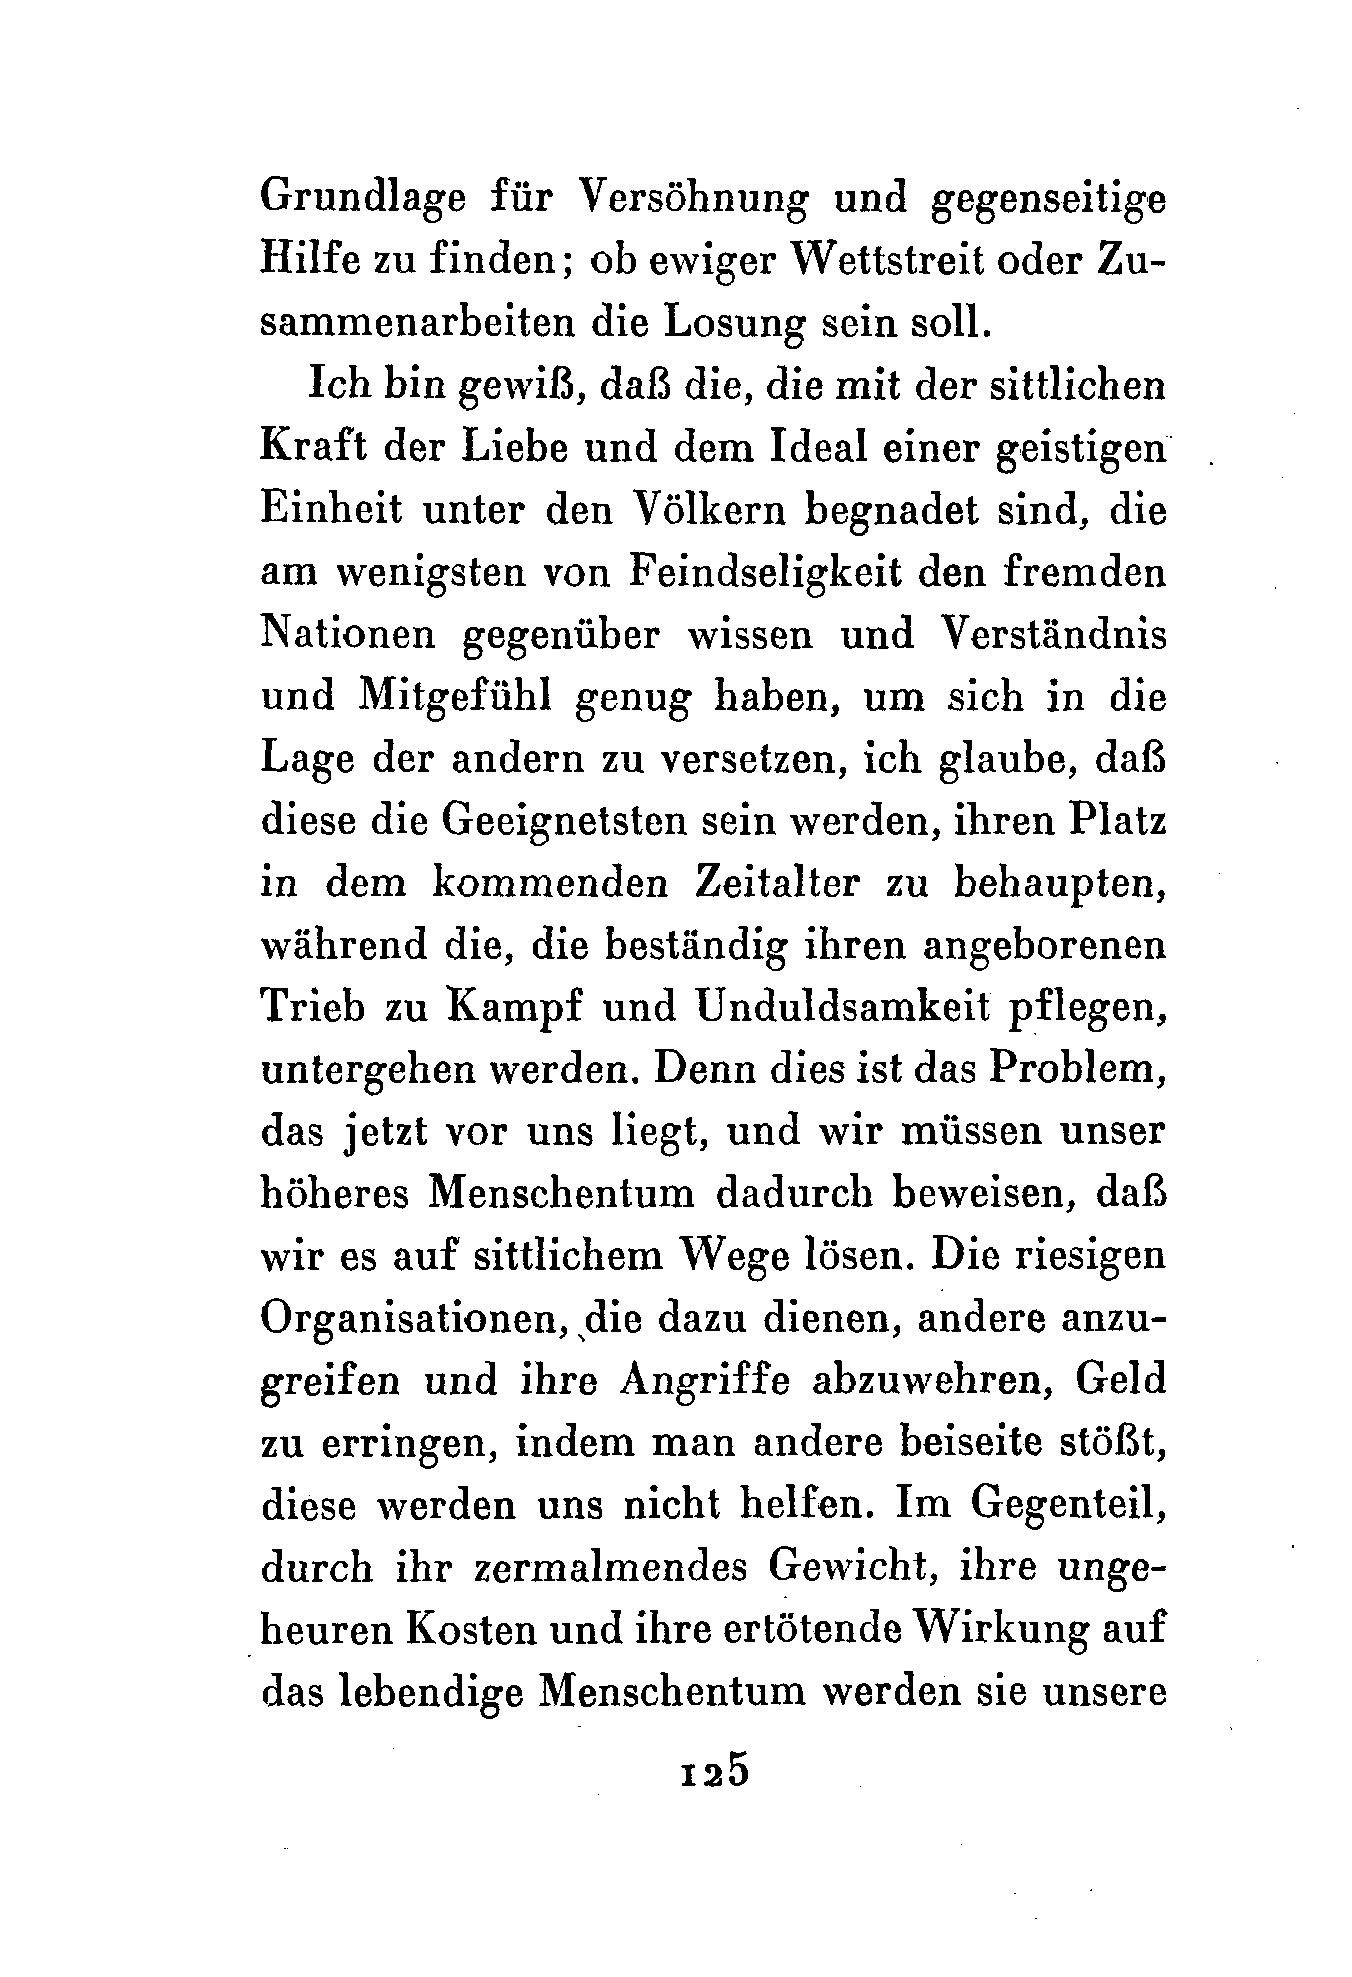 Grundlage für Versöhnung und gegenseitige
Hilfe zu finden; ob ewiger Wettstreit oder Zu-
sammenarbeiten die Losung sein soll.
Ich bin gewiß, daß die, die mit der sittlichen
Kraft der Liebe und dem Ideal einer geistigen
Einheit unter den Völkern begnadet sind, die
am wenigsten von Feindseligkeit den fremden
Nationen gegenüber wissen und Verständnis
und Mitgefühl genug haben, um sich in die
Lage der andern zu versetzen, ich glaube, daß
diese die Geeignetsten sein werden, ihren Platz
in dem kommenden Zeitalter zu behaupten,
während die, die beständig ihren angeborenen
Trieb zu Kampf und Unduldsamkeit pflegen,
untergehen werden. Denn dies ist das Problem,
das jetzt vor uns liegt, und wir müssen unser
höheres Menschentum dadurch beweisen, daß
wir es auf sittlichem Wege lösen. Die riesigen
Organisationen, die dazu dienen, andere anzu-
greifen und ihre Angriffe abzuwehren, Geld
zu erringen, indem man andere beiseite stößt,
diese werden uns nicht helfen. Im Gegenteil,
durch ihr zermalmendes Gewicht, ihre unge-
heuren Kosten und ihre ertötende Wirkung auf
das lebendige Menschentum werden sie unsere
125